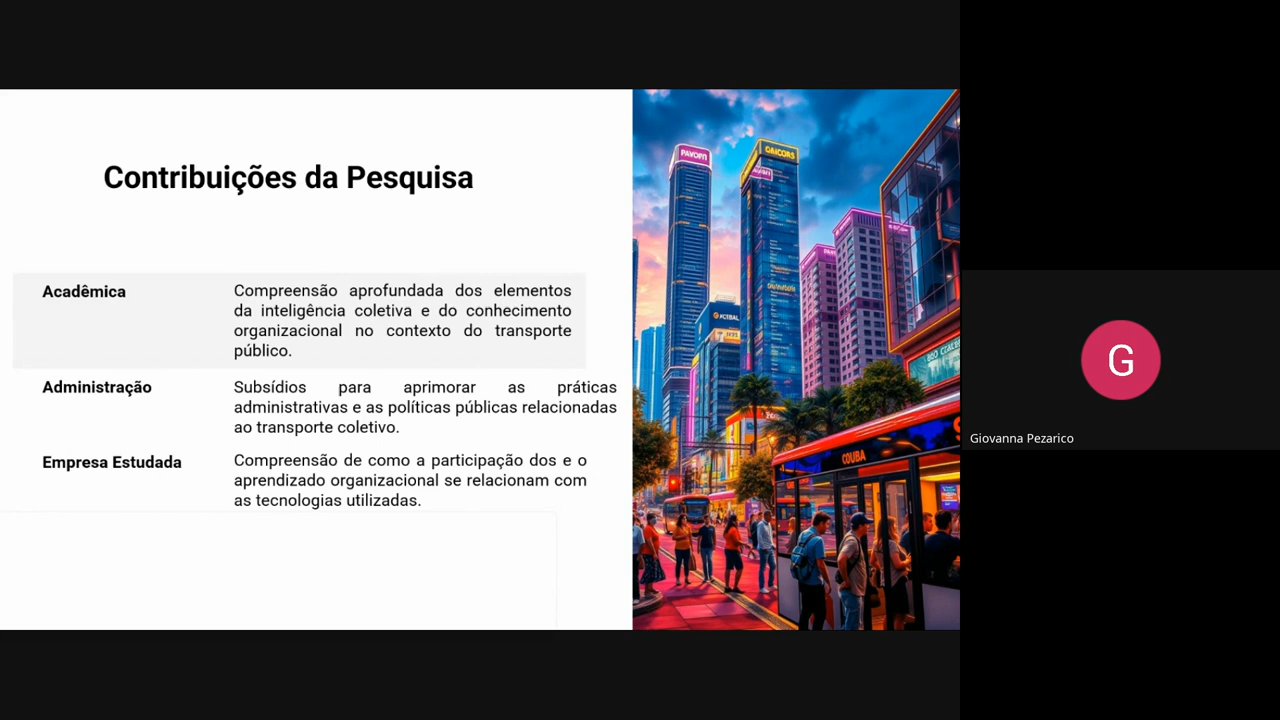 Contribuições da Pesquisa
Acadêmica
Compreensão aprofundada dos elementos
da inteligência coletiva e do conhecimento
organizacional no contexto do transporte
público.
Administração
Subsídios para aprimorar as práticas
administrativas e as políticas públicas relacionadas
ao transporte coletivo.
Empresa Estudada
Compreensão de como a participação dos e o
aprendizado organizacional se relacionam com
as tecnologias utilizadas.
COUBA
G
Giovanna Pezarico